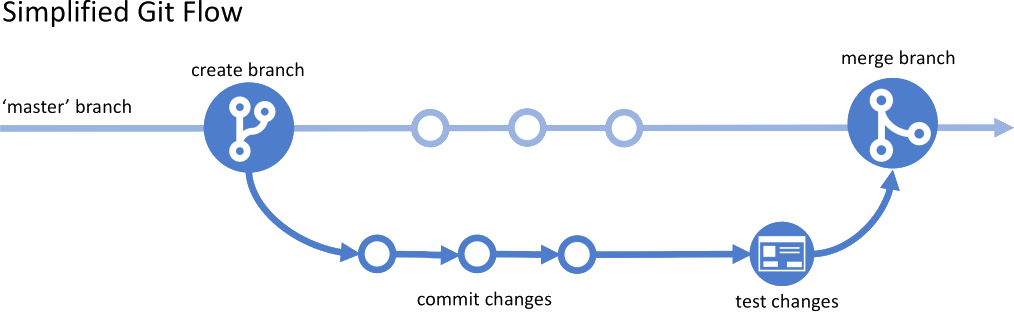 Simplified Git Flow
create branch
merge branch
‘master’ branch
commit changes
test changes